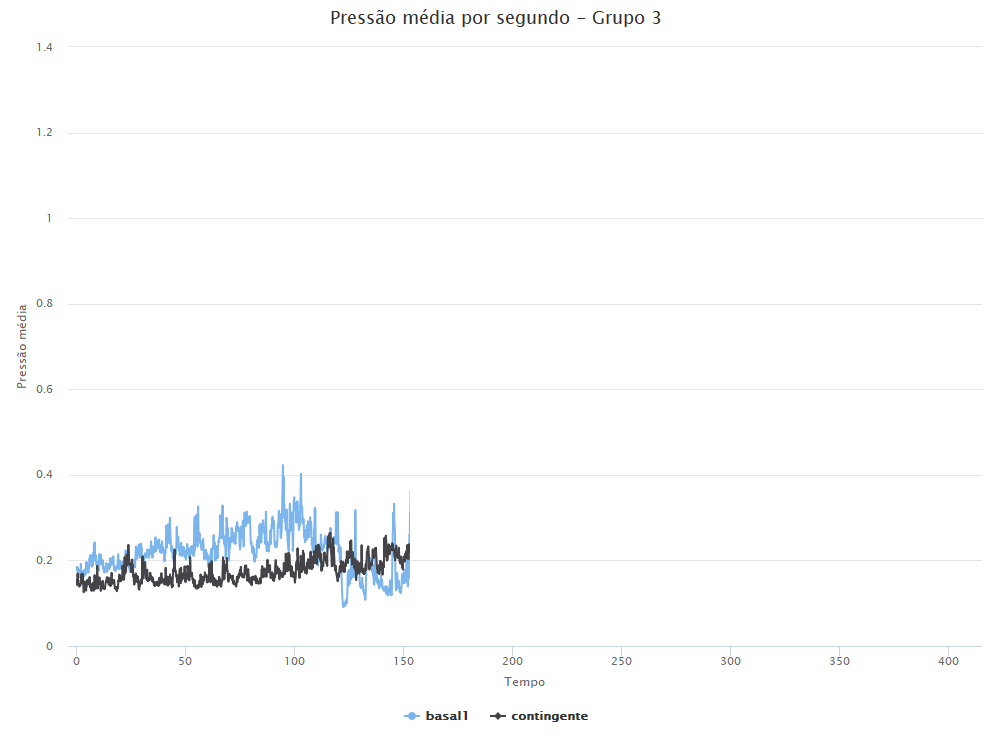 Pressão média por segundo - Grupo 3
1.4
1.2
1
0.8
0.6
0.4
0.2
0
Pressão média
0 50 100 150 200 250 300 350 400
Tempo
basal1 contingente